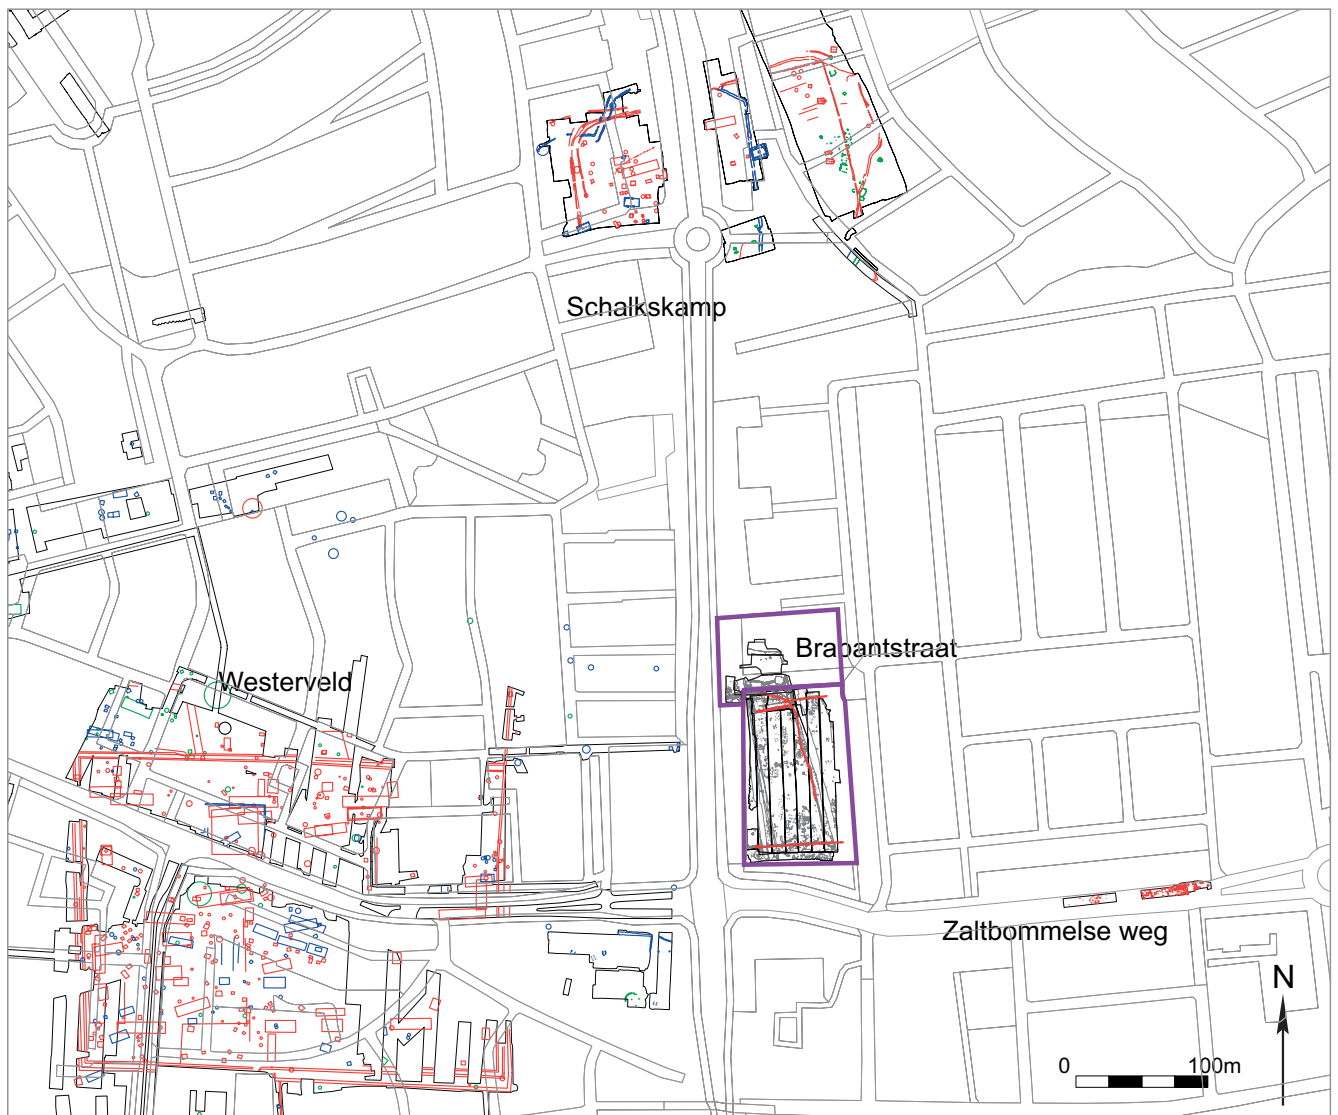 Schalkskamp
Brabantstraat
Westerveld
Zaltbommelse weg
N
0 100m